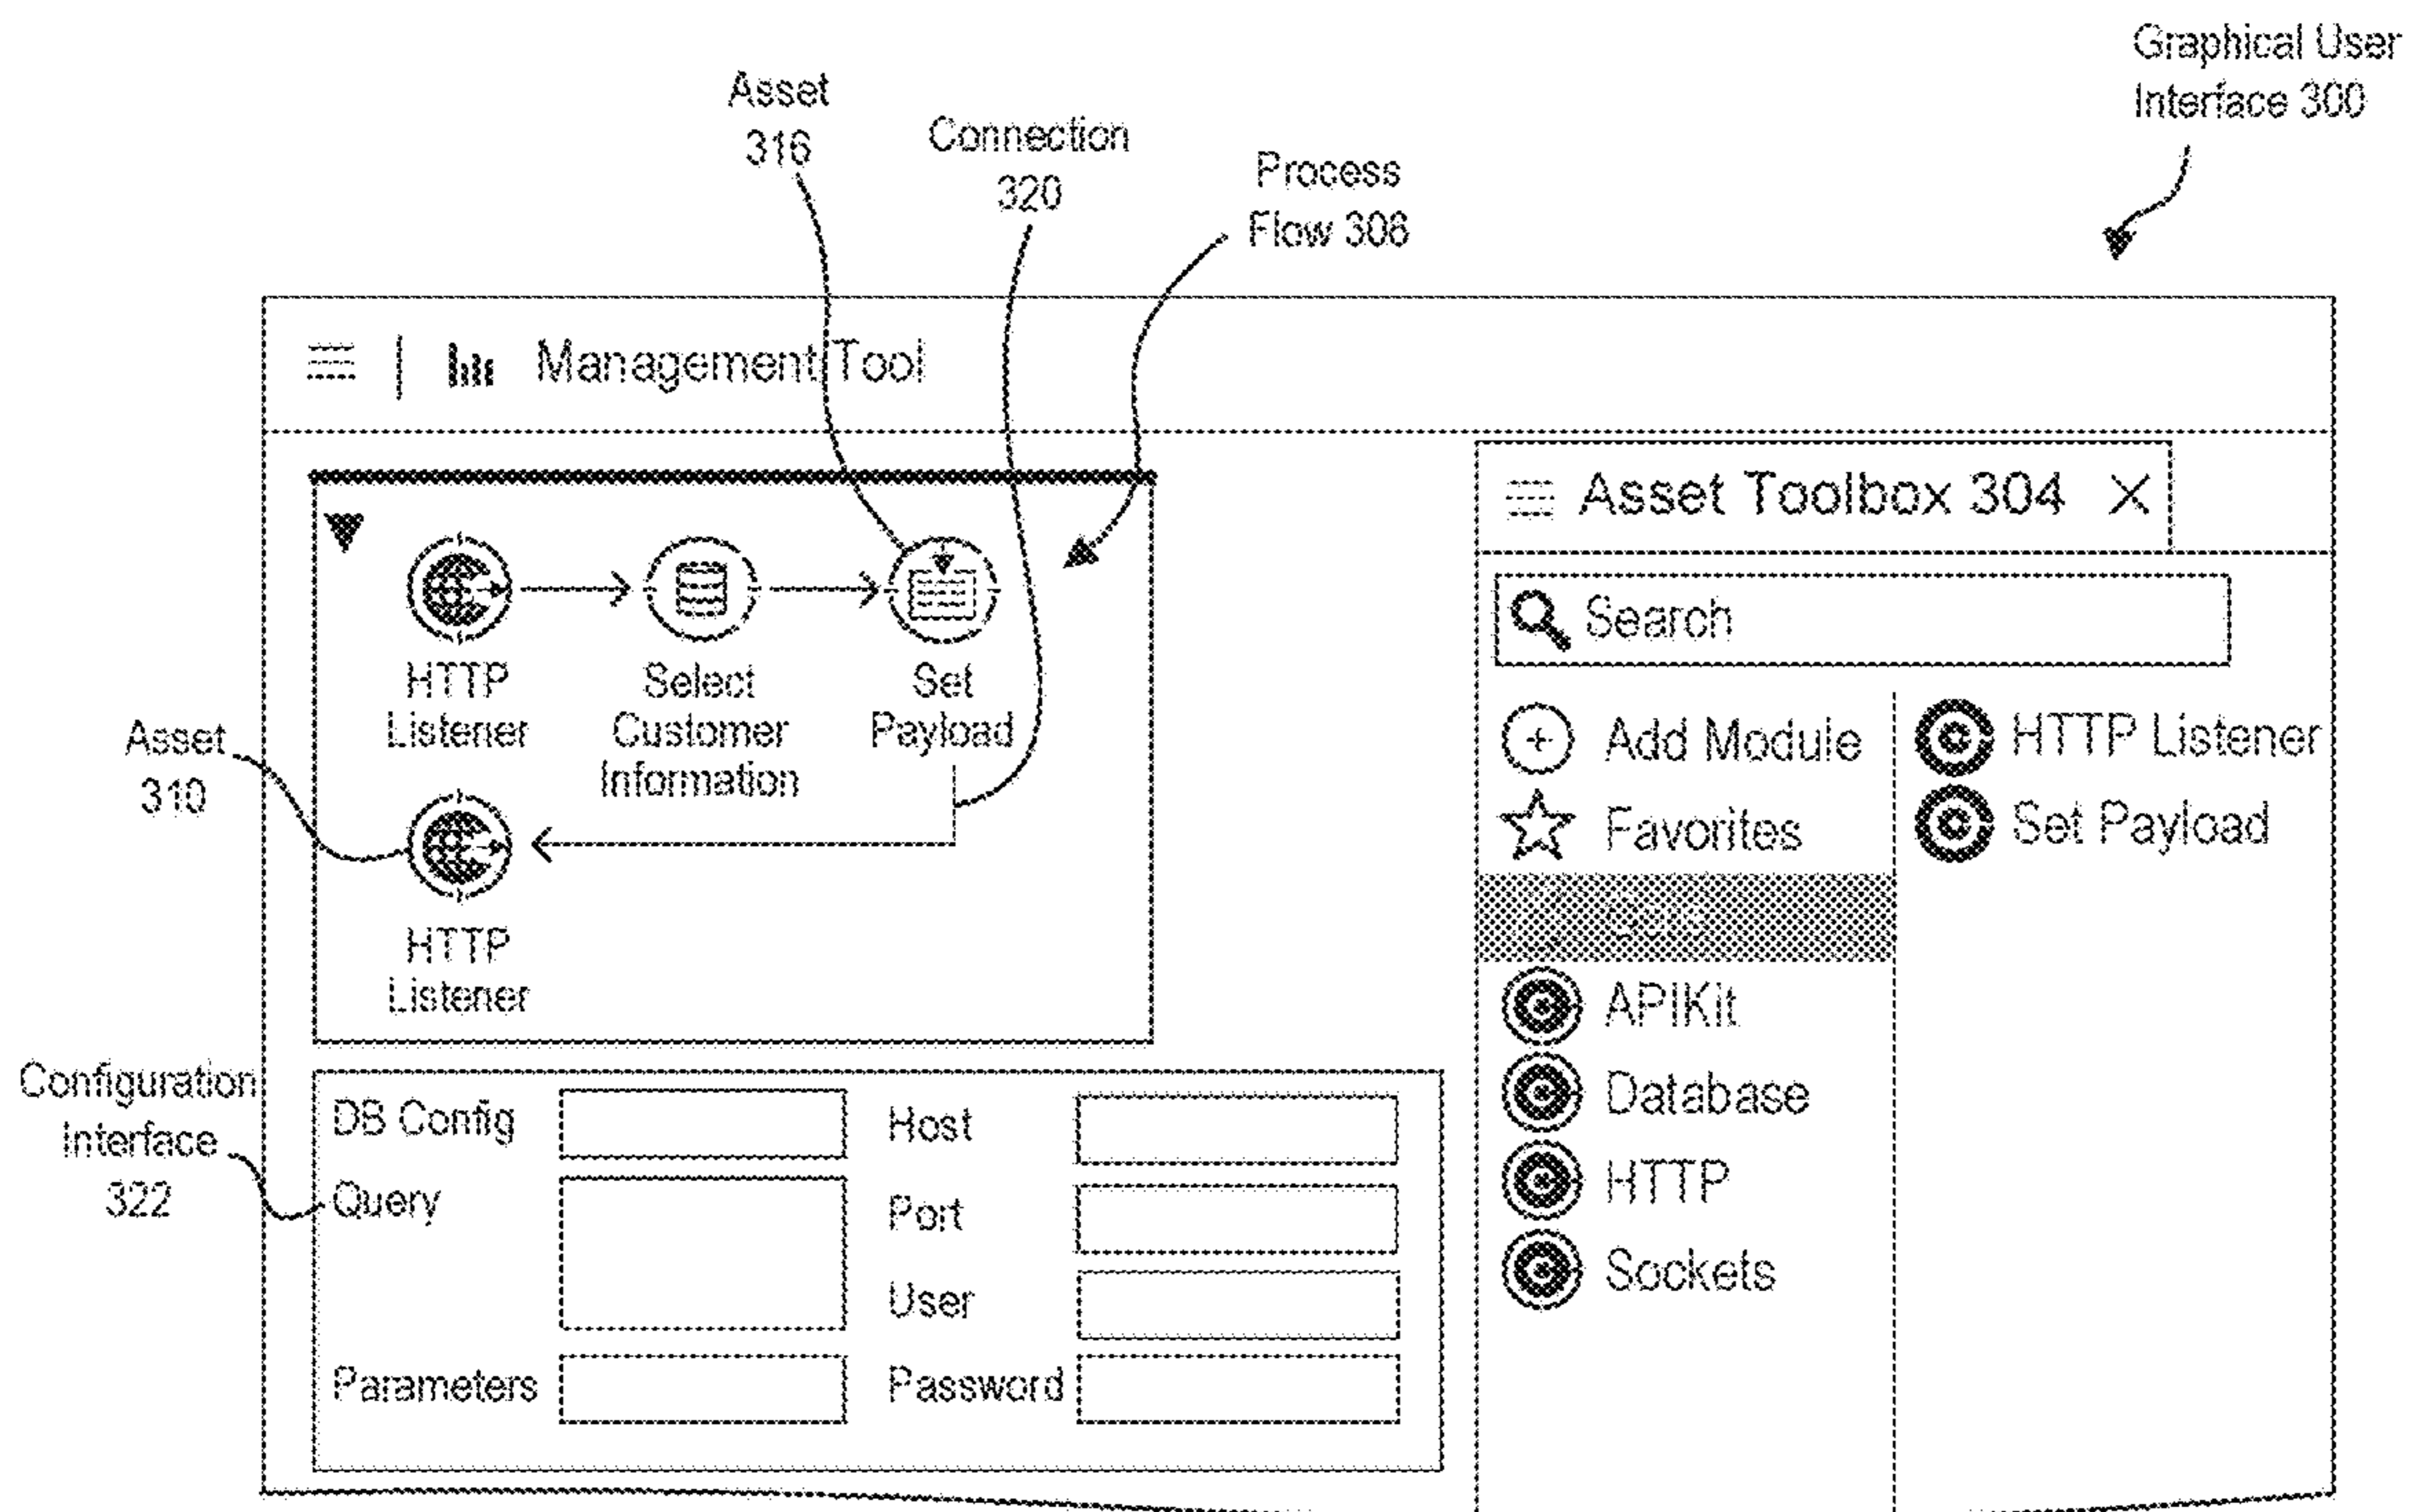 Graphical User
Interface 300
Asset
316
Connection
320
Process
Flow 308
Management Tool
Asset Toolbox 304
Search
HTTP
Listener
Select
Customer
Information
Set
Payload
Asset
310
HTTP
Listener
Add Module
Favorites
APIKit
Database
HTTP
Sockets
HTTP Listener
Set Payload
Configuration
Interface
322
DB Config
Query
Parameters
Host
Port
User
Password